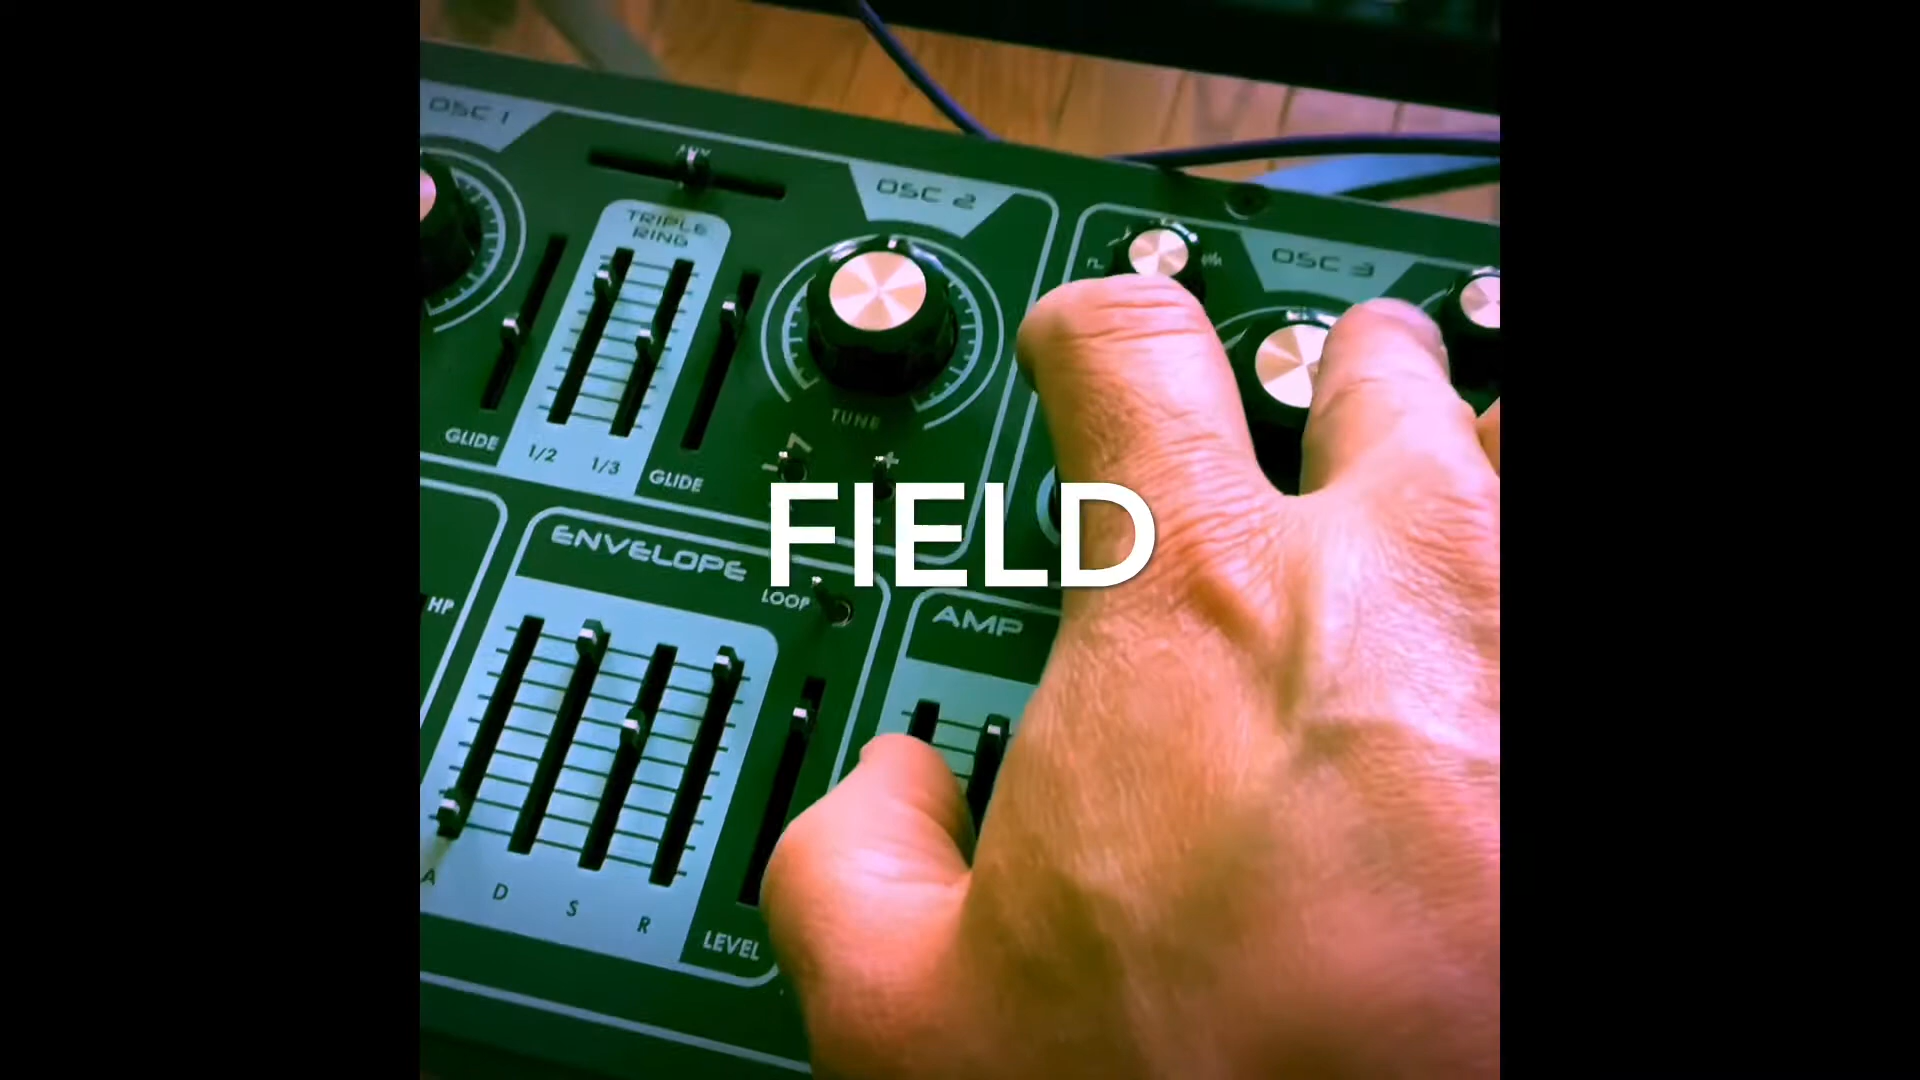 OSC 1
OSC 2
TRIPLE
RING
OSC 3
TUNE
GLIDE
1/2
1/3
GLIDE
FIELD
ENVELOPE
LOOP
HP
AMP
A
D
S
R
LEVEL